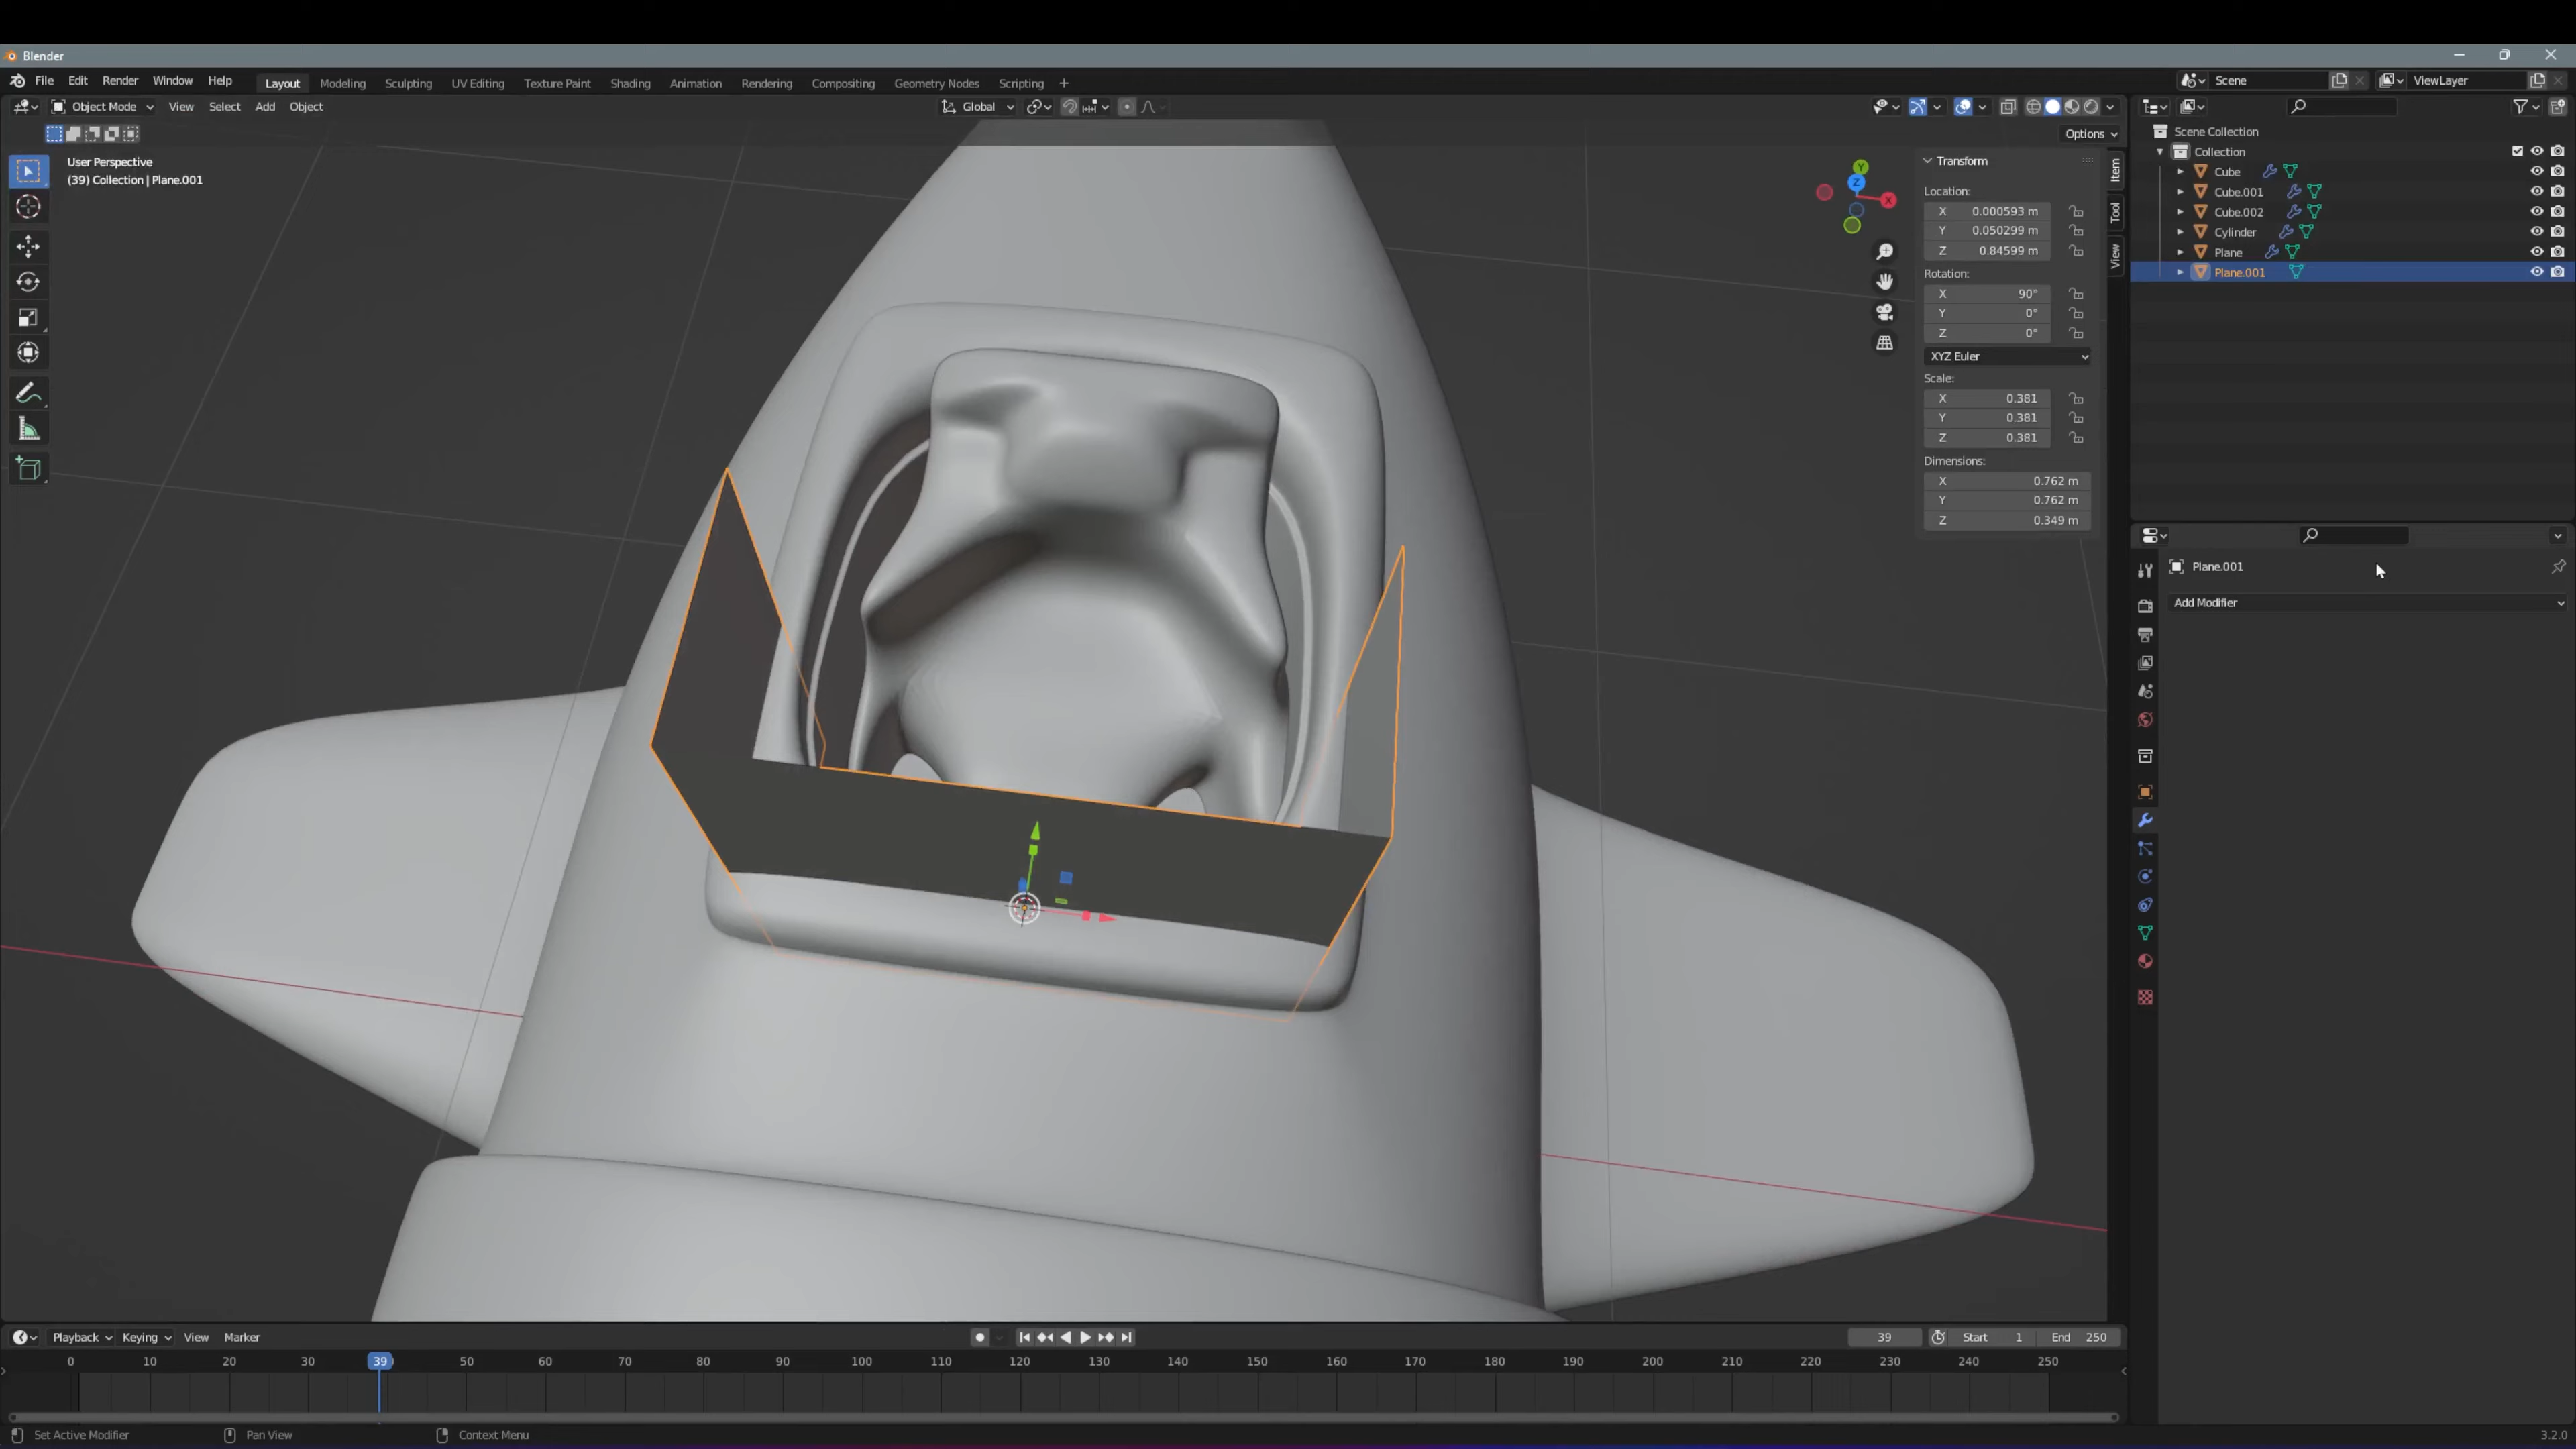 Blender
File Edit Render Window Help Layout Modeling Sculpting UV Editing Texture Paint Shading Animation Rendering Compositing Geometry Nodes Scripting + Scene ViewLayer
Object Mode View Select Add Object Global
Options
User Perspective
(39) Collection | Plane.001
Y
Z
X
Transform
Location:
X 0.000593 m
Y 0.050299 m
Z 0.84599 m
Rotation:
X 90°
Y 0°
Z 0°
XYZ Euler
Scale:
X 0.381
Y 0.381
Z 0.381
Dimensions:
X 0.762 m
Y 0.762 m
Z 0.349 m
Item
Tool
View
Scene Collection
Collection
Cube
Cube.001
Cube.002
Cylinder
Plane
Plane.001
Plane.001
Add Modifier
Playback Keying View Marker 39 Start 1 End 250
0 10 20 30 39 50 60 70 80 90 100 110 120 130 140 150 160 170 180 190 200 210 220 230 240 250
Set Active Modifier Pan View Context Menu 3.2.0